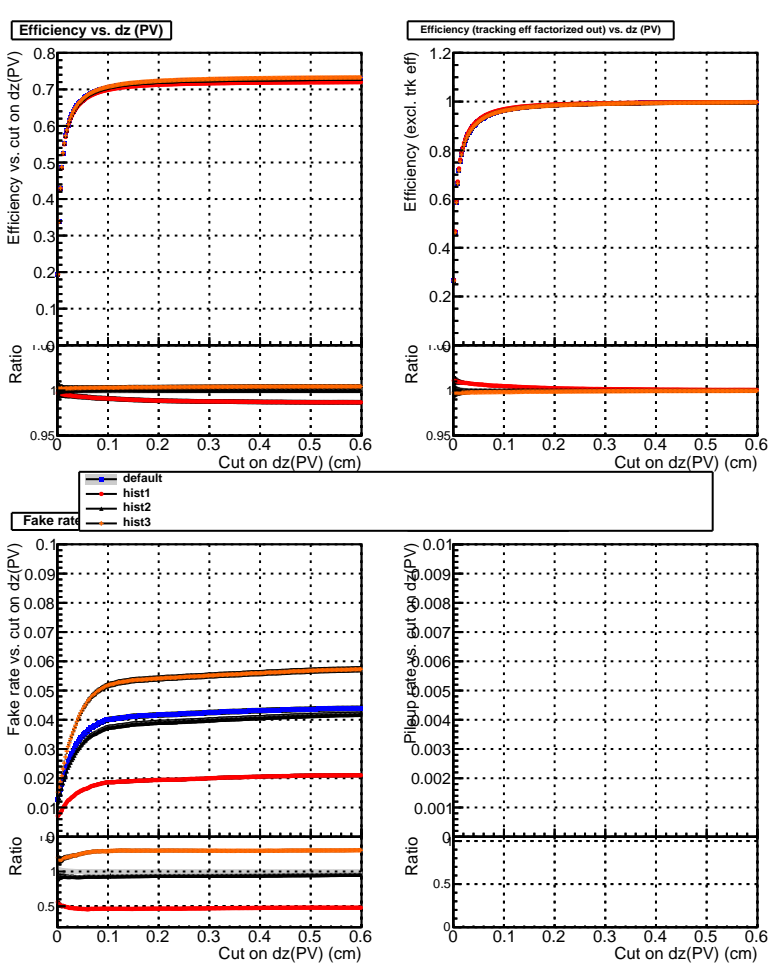 Efficiency vs. dz (PV)
Efficiency vs. cut on dz(PV)
0.8
0.7
0.6
0.5
0.4
0.3
0.2
0.1
0
Ratio
1
0.95
0 0.1 0.2 0.3 0.4 0.5 0.6
Cut on dz(PV) (cm)
Efficiency (tracking eff factorized out) vs. dz (PV)
Efficiency (excl. trk eff)
1.2
1
0.8
0.6
0.4
0.2
0
Ratio
1
0.95
0 0.1 0.2 0.3 0.4 0.5 0.6
Cut on dz(PV) (cm)
default
hist1
hist2
hist3
Fake rate
Fake rate vs. cut on dz(PV)
0.1
0.09
0.08
0.07
0.06
0.05
0.04
0.03
0.02
0.01
Ratio
1
0.5
0 0.1 0.2 0.3 0.4 0.5 0.6
Cut on dz(PV) (cm)
Pileup rate vs. cut on dz(PV)
0.01
0.009
0.008
0.007
0.006
0.005
0.004
0.003
0.002
0.001
0
Ratio
1
0.5
0
0 0.1 0.2 0.3 0.4 0.5 0.6
Cut on dz(PV) (cm)